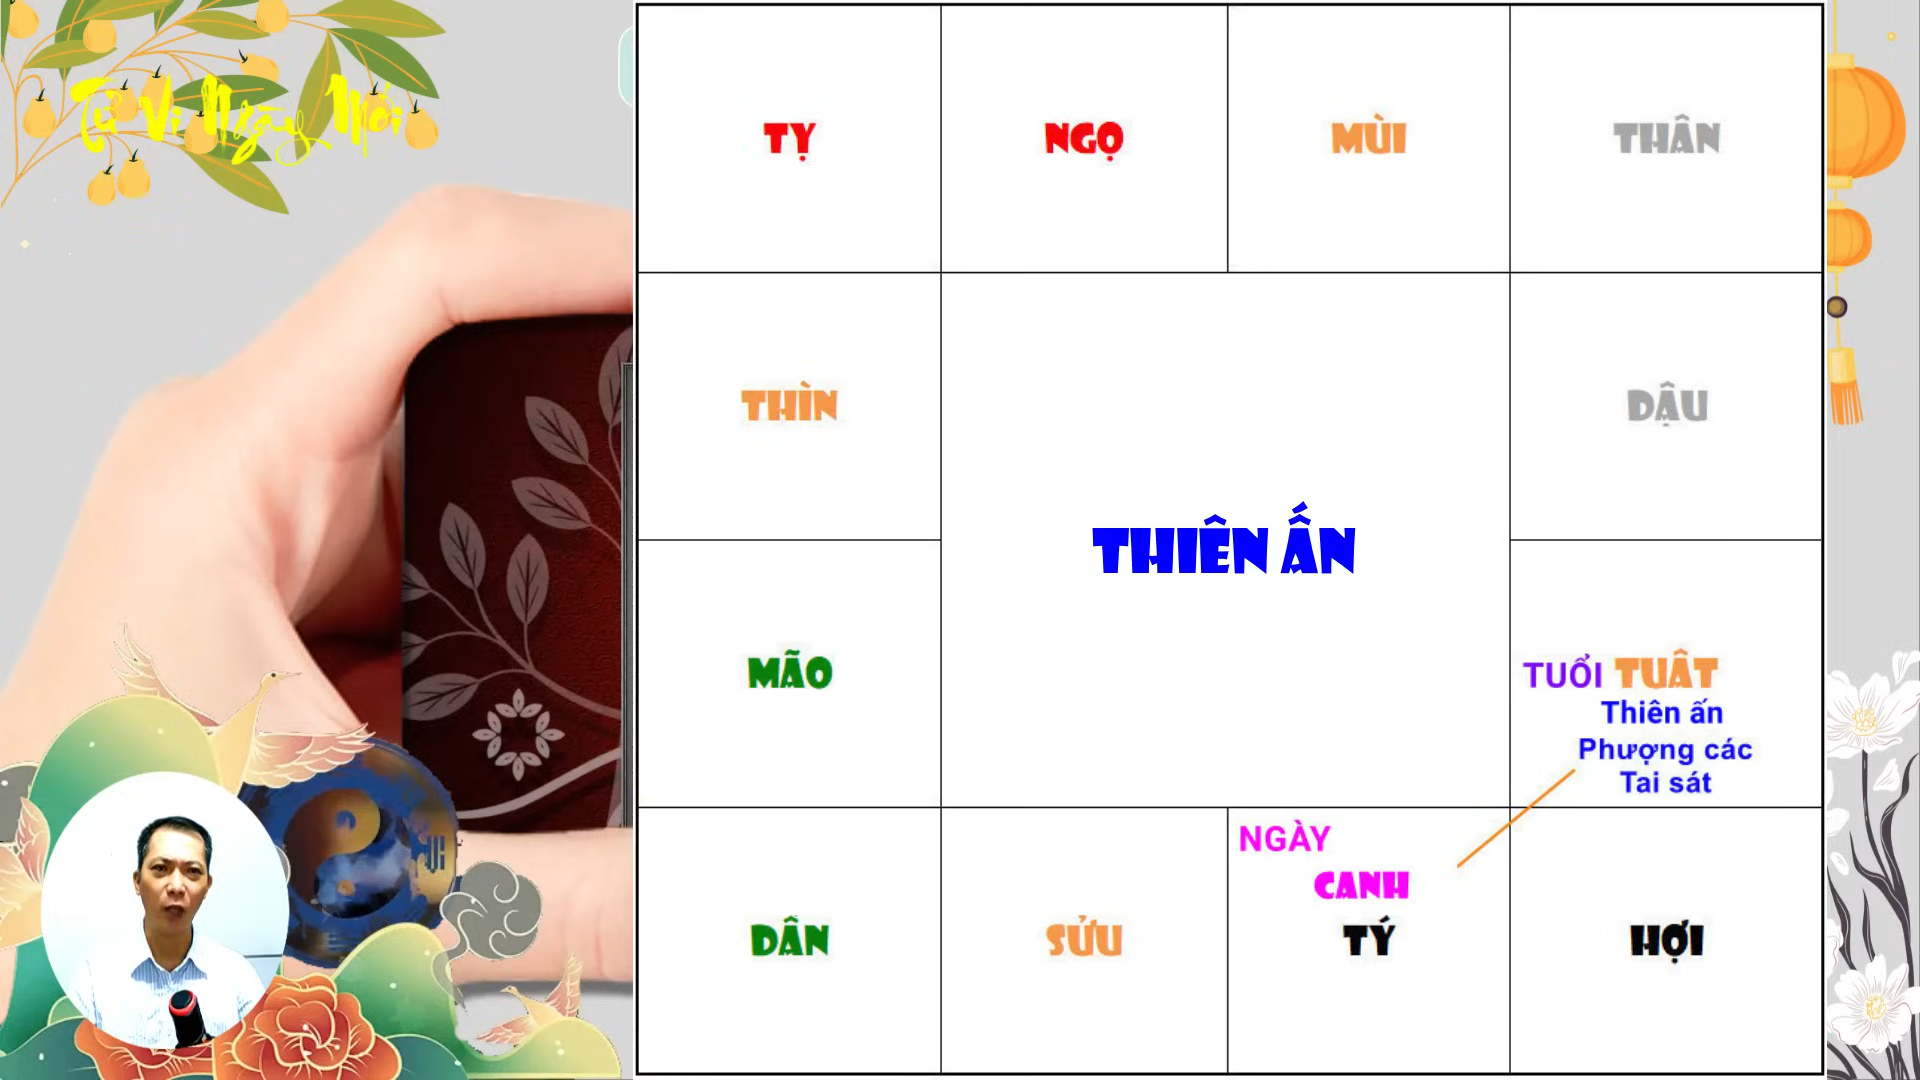 Tử Vi Ngày Mới
TỴ
NGỌ
MÙI
THÂN
THÌN
DẬU
THIÊN ẤN
MÃO
TUỔI TUẤT
Thiên ấn
Phượng các
Tai sát
NGÀY
CANH
DẦN
SỬU
TÝ
HỢI